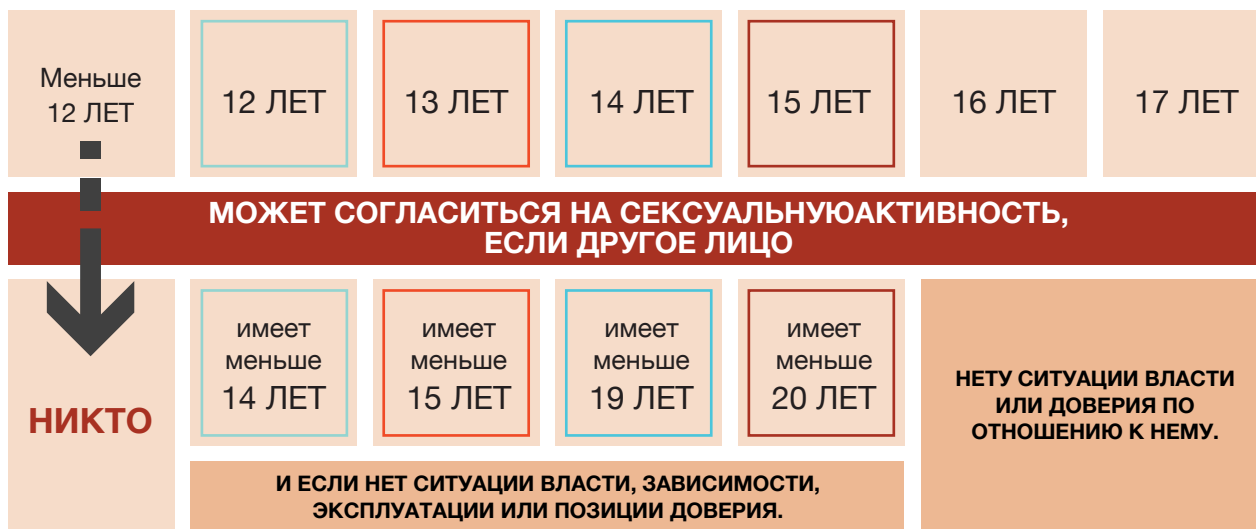 Меньше
12 ЛЕТ
12 ЛЕТ
13 ЛЕТ
14 ЛЕТ
15 ЛЕТ
16 ЛЕТ
17 ЛЕТ
МОЖЕТ СОГЛАСИТЬСЯ НА СЕКСУАЛЬНУЮАКТИВНОСТЬ,
ЕСЛИ ДРУГОЕ ЛИЦО
НИКТО
имеет
меньше
14 ЛЕТ
имеет
меньше
15 ЛЕТ
имеет
меньше
19 ЛЕТ
имеет
меньше
20 ЛЕТ
НЕТУ СИТУАЦИИ ВЛАСТИ
ИЛИ ДОВЕРИЯ ПО
ОТНОШЕНИЮ К НЕМУ.
И ЕСЛИ НЕТ СИТУАЦИИ ВЛАСТИ, ЗАВИСИМОСТИ,
ЭКСПЛУАТАЦИИ ИЛИ ПОЗИЦИИ ДОВЕРИЯ.